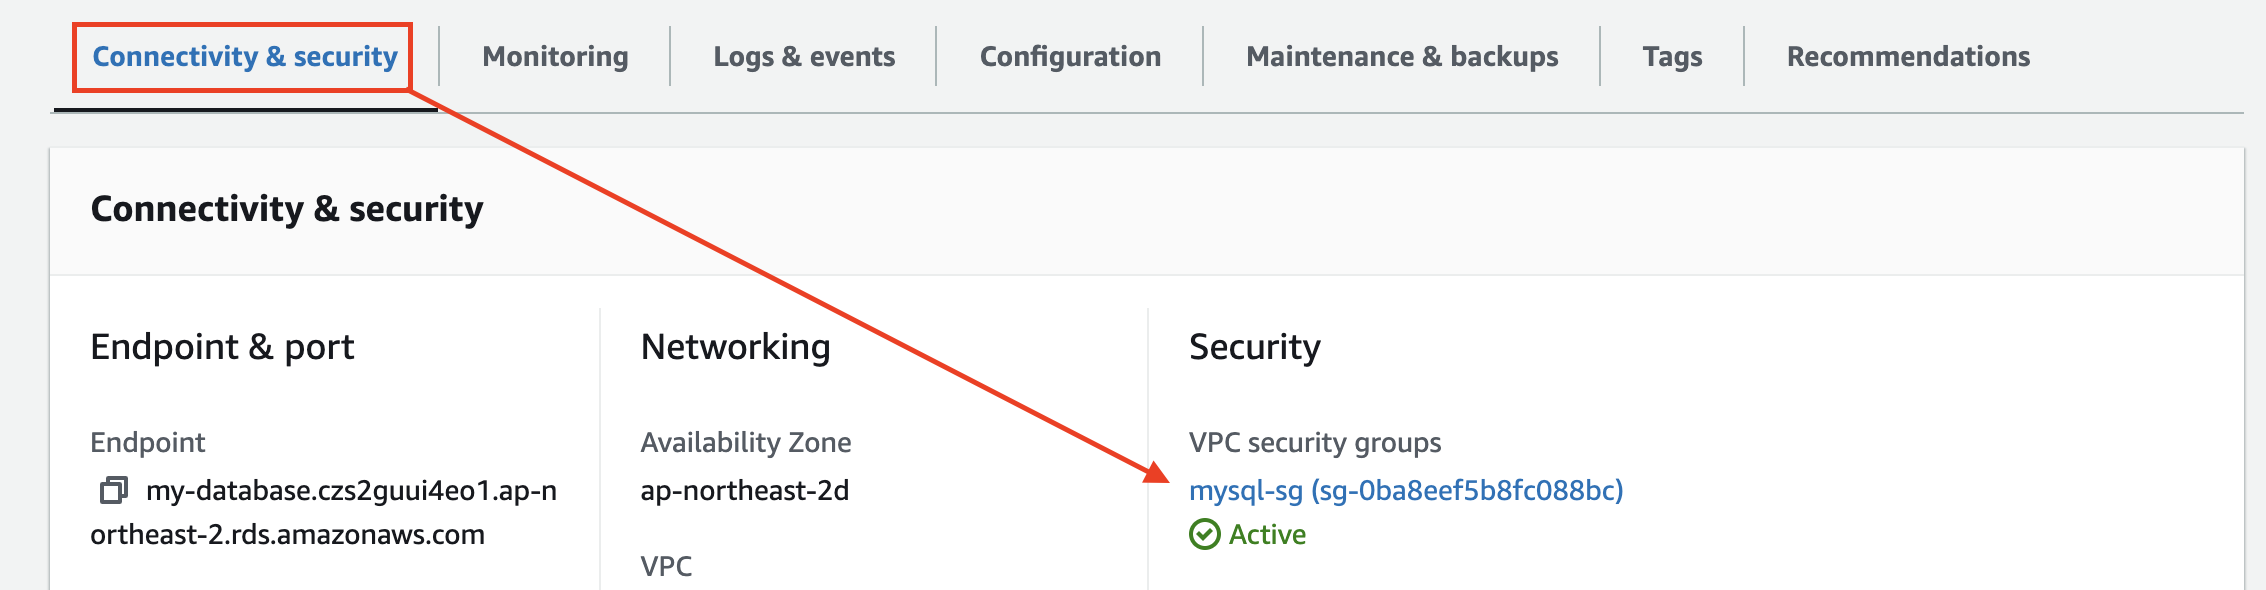 Connectivity & security
Monitoring
Logs & events
Configuration
Maintenance & backups
Tags
Recommendations
Connectivity & security
Endpoint & port
Endpoint
my-database.czs2guui4eo1.ap-n
ortheast-2.rds.amazonaws.com
Networking
Availability Zone
ap-northeast-2d
VPC
Security
VPC security groups
mysql-sg (sg-0ba8eef5b8fc088bc)
Active